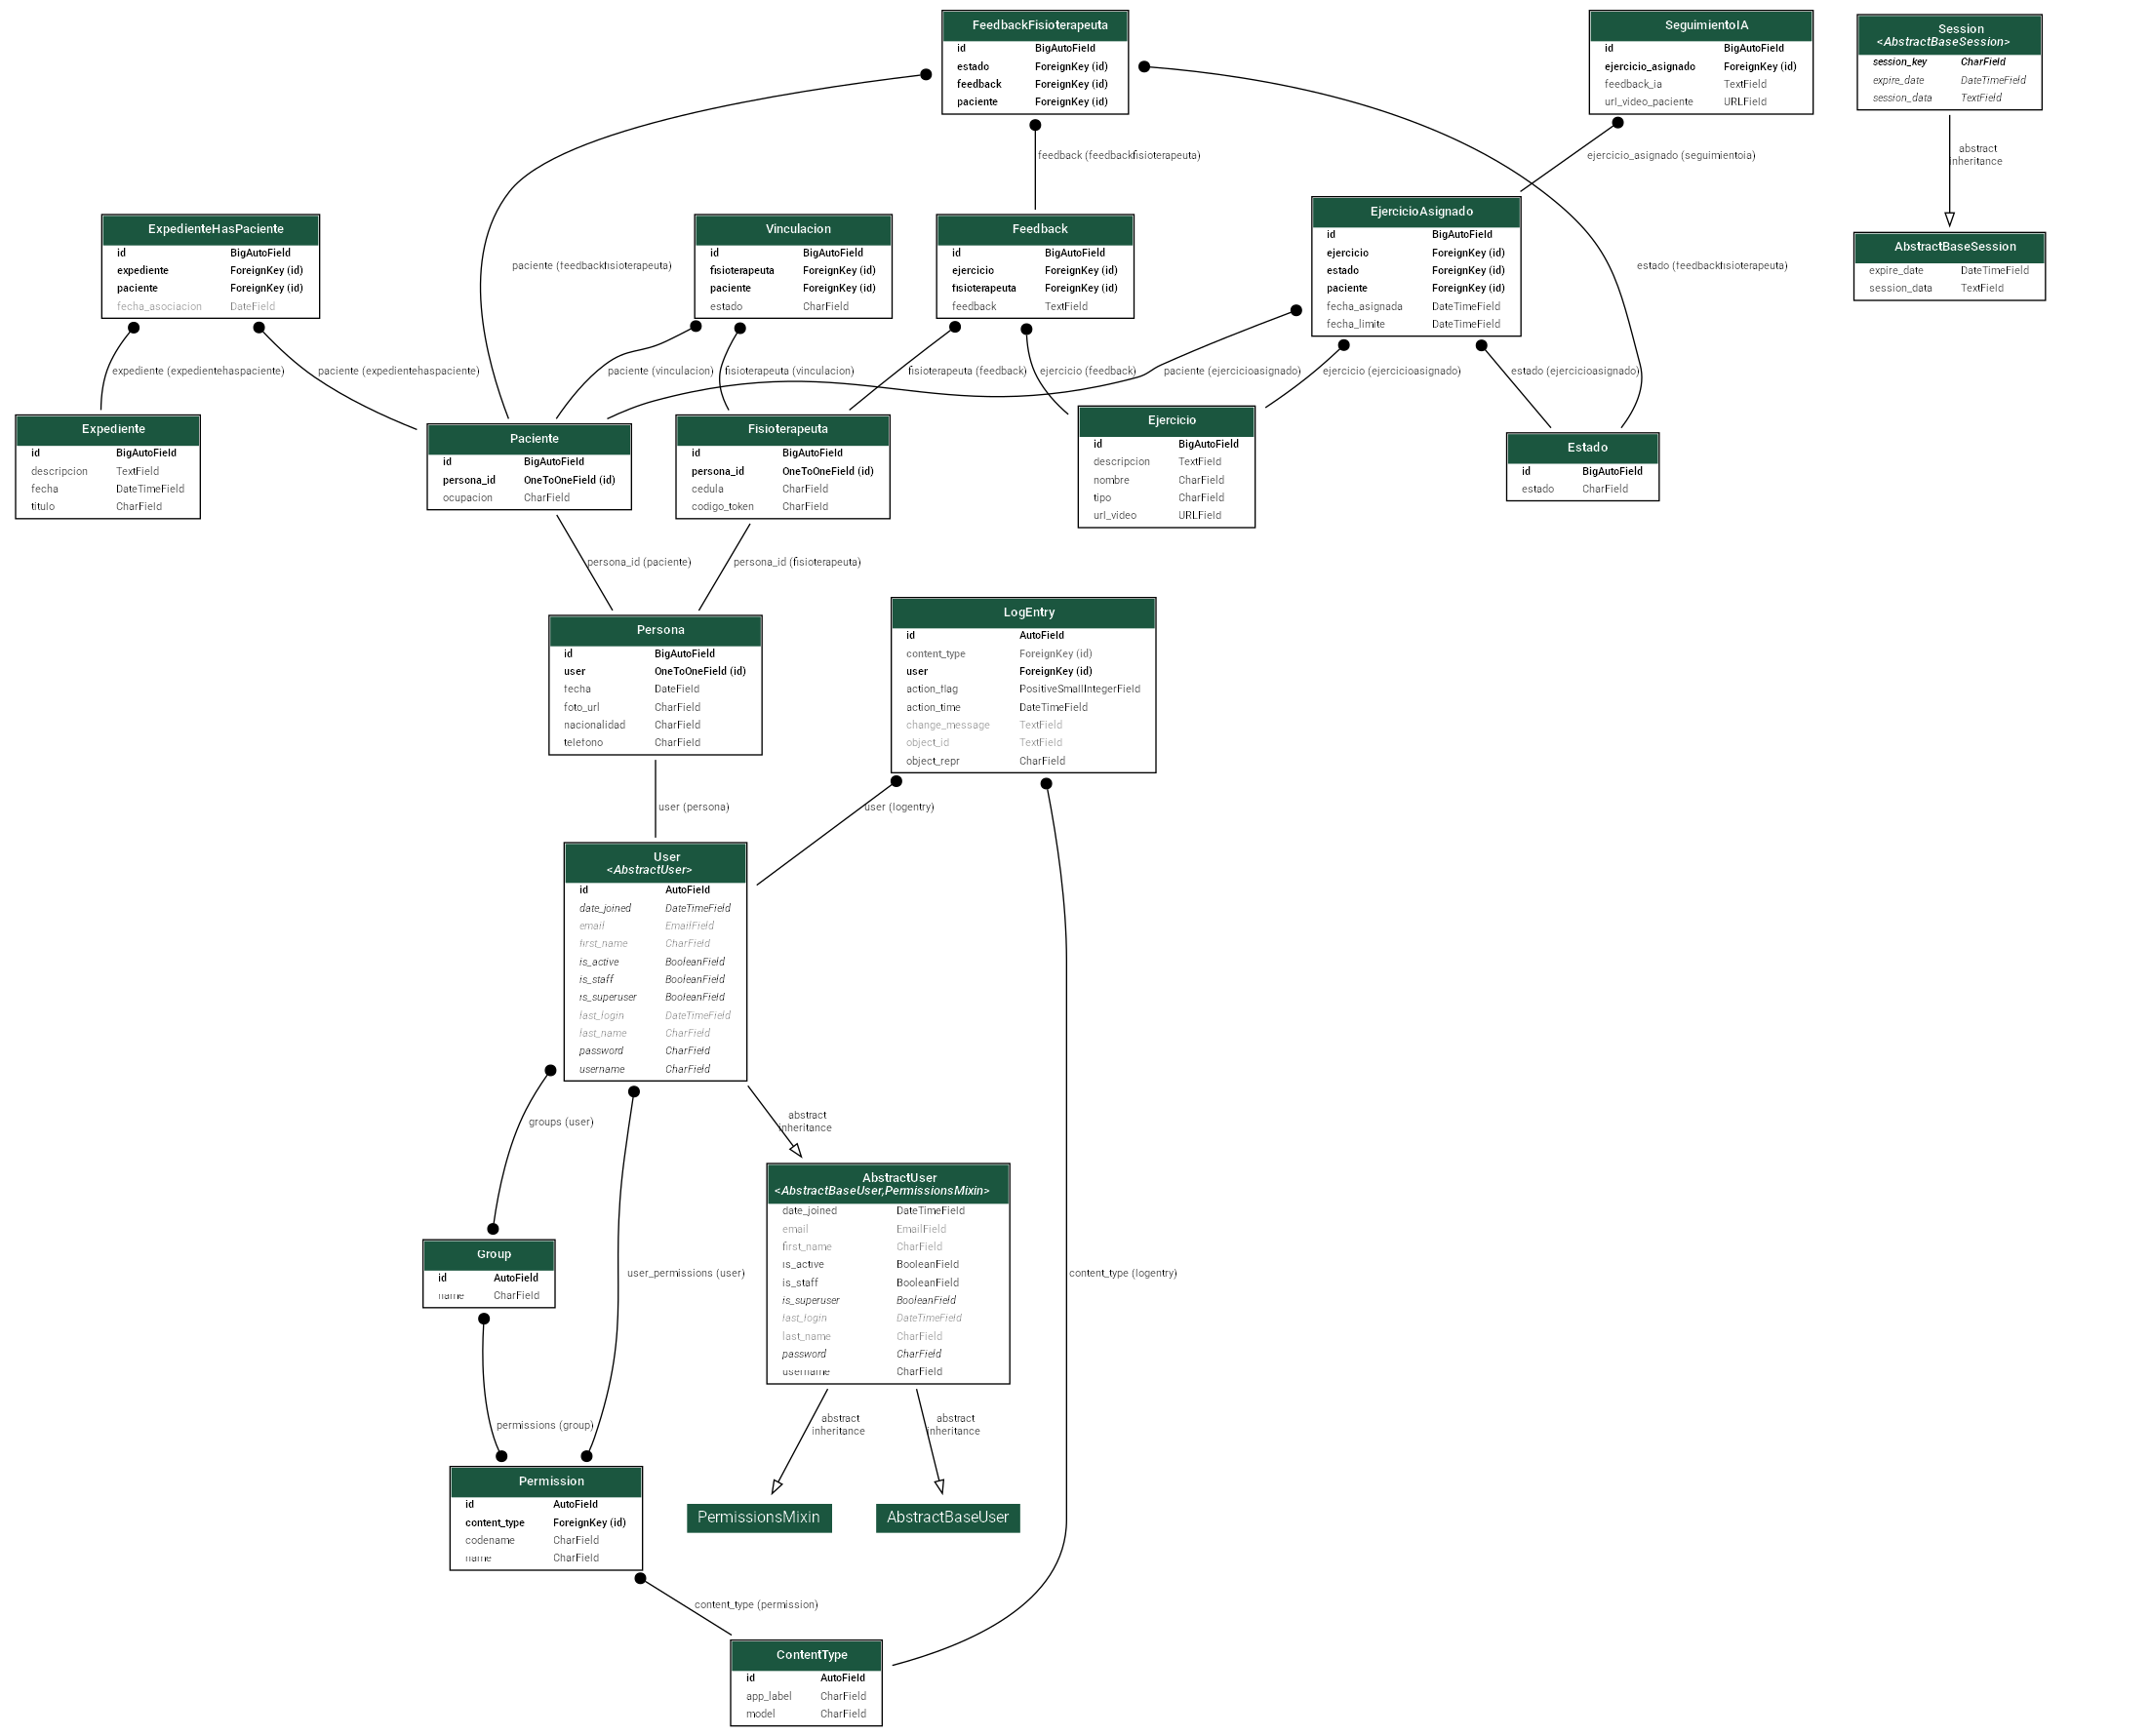 FeedbackFisioterapeuta
id BigAutoField
estado ForeignKey (id)
feedback ForeignKey (id)
paciente ForeignKey (id)
SeguimientoIA
id BigAutoField
ejercicio_asignado ForeignKey (id)
feedback_ia TextField
url_video_paciente URLField
Session
<AbstractBaseSession>
session_key CharField
expire_date DateTimeField
session_data TextField
feedback (feedbackfisioterapeuta)
ejercicio_asignado (seguimientoia)
abstract
inheritance
ExpedienteHasPaciente
id BigAutoField
expediente ForeignKey (id)
paciente ForeignKey (id)
fecha_asociacion DateField
paciente (feedbackfisioterapeuta)
Vinculacion
id BigAutoField
fisioterapeuta ForeignKey (id)
paciente ForeignKey (id)
estado CharField
Feedback
id BigAutoField
ejercicio ForeignKey (id)
fisioterapeuta ForeignKey (id)
feedback TextField
EjercicioAsignado
id BigAutoField
ejercicio ForeignKey (id)
estado ForeignKey (id)
paciente ForeignKey (id)
fecha_asignada DateTimeField
fecha_limite DateTimeField
estado (feedbackfisioterapeuta)
AbstractBaseSession
expire_date DateTimeField
session_data TextField
expediente (expedientehaspaciente)
paciente (expedientehaspaciente)
paciente (vinculacion)
fisioterapeuta (vinculacion)
fisioterapeuta (feedback)
ejercicio (feedback)
paciente (ejercicioasignado)
ejercicio (ejercicioasignado)
estado (ejercicioasignado)
Expediente
id BigAutoField
descripcion TextField
fecha DateTimeField
titulo CharField
Paciente
id BigAutoField
persona_id OneToOneField (id)
ocupacion CharField
Fisioterapeuta
id BigAutoField
persona_id OneToOneField (id)
cedula CharField
codigo_token CharField
Ejercicio
id BigAutoField
descripcion TextField
nombre CharField
tipo CharField
url_video URLField
Estado
id BigAutoField
estado CharField
persona_id (paciente)
persona_id (fisioterapeuta)
Persona
id BigAutoField
user OneToOneField (id)
fecha DateField
foto_url CharField
nacionalidad CharField
telefono CharField
LogEntry
id AutoField
content_type ForeignKey (id)
user ForeignKey (id)
action_flag PositiveSmallIntegerField
action_time DateTimeField
change_message TextField
object_id TextField
object_repr CharField
user (persona)
user (logentry)
User
<AbstractUser>
id AutoField
date_joined DateTimeField
email EmailField
first_name CharField
is_active BooleanField
is_staff BooleanField
is_superuser BooleanField
last_login DateTimeField
last_name CharField
password CharField
username CharField
groups (user)
abstract
inheritance
AbstractUser
<AbstractBaseUser,PermissionsMixin>
date_joined DateTimeField
email EmailField
first_name CharField
is_active BooleanField
is_staff BooleanField
is_superuser BooleanField
last_login DateTimeField
last_name CharField
password CharField
username CharField
Group
id AutoField
name CharField
user_permissions (user)
content_type (logentry)
permissions (group)
abstract
inheritance
abstract
inheritance
Permission
id AutoField
content_type ForeignKey (id)
codename CharField
name CharField
PermissionsMixin
AbstractBaseUser
content_type (permission)
ContentType
id AutoField
app_label CharField
model CharField